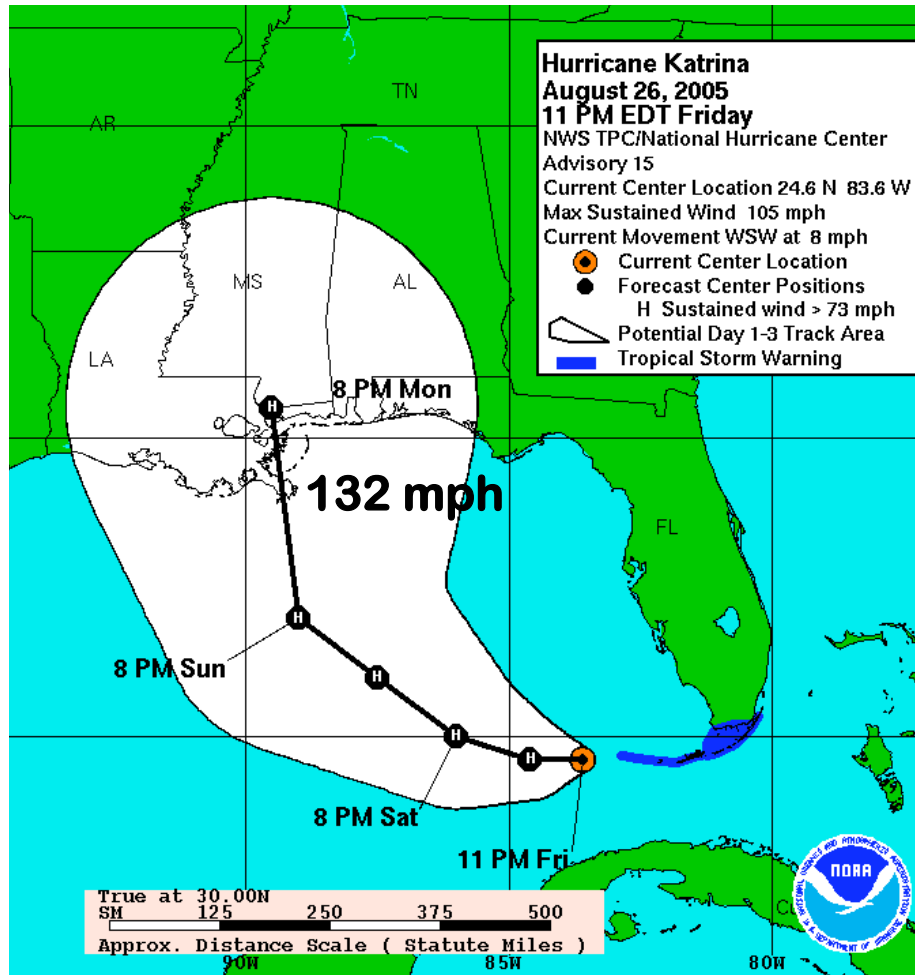 Hurricane Katrina
August 26, 2005
11 PM EDT Friday
NWS TPC/National Hurricane Center
Advisory 15
Current Center Location 24.6 N 83.6 W
Max Sustained Wind 105 mph
Current Movement WSW at 8 mph
Current Center Location
Forecast Center Positions
H Sustained wind > 73 mph
Potential Day 1-3 Track Area
Tropical Storm Warning
TN
AR
MS
AL
LA
8 PM Mon
H
132 mph
FL
H
8 PM Sun
H
H
H
8 PM Sat
11 PM Fri
NOAA
True at 30.00N
SM 125 250 375 500
Approx. Distance Scale ( Statute Miles )
90W 85W 80W